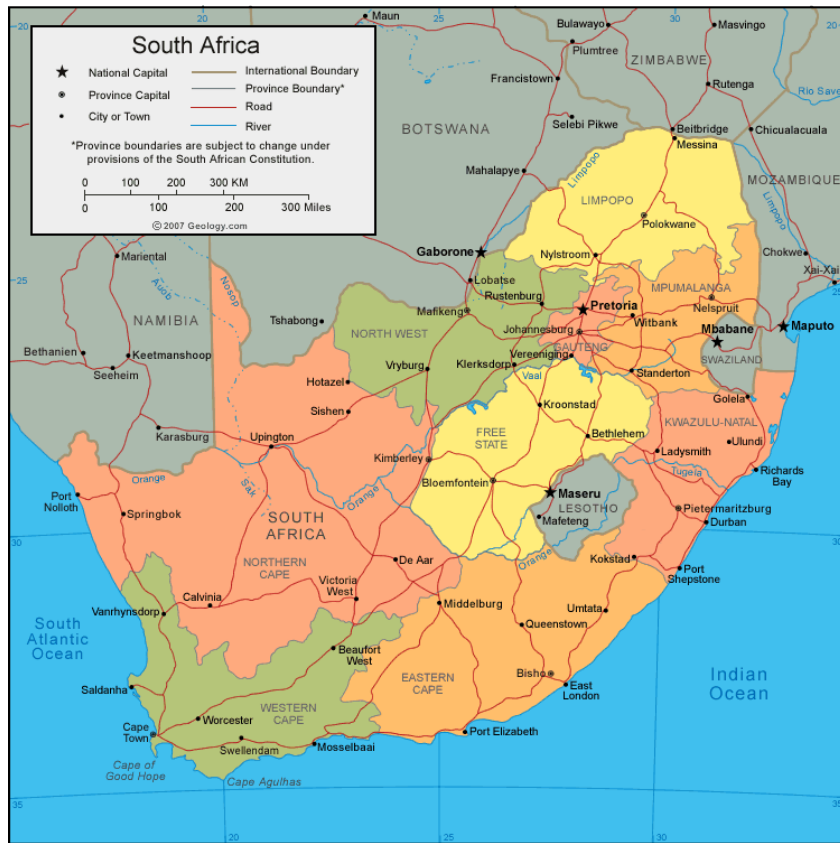 20
25
30
Maun
Bulawayo
Masvingo
Plumtree
ZIMBABWE
Francistown
Rutenga
Rio Save
South Africa
National Capital
Province Capital
City or Town
International Boundary
Province Boundary*
Road
River
*Province boundaries are subject to change under
provisions of the South African Constitution.
0 100 200 300 KM
0 100 200 300 Miles
© 2007 Geology.com
BOTSWANA
Selebi Pikwe
Beitbridge
Chicualacuala
Messina
Mahalapye
Limpopo
LIMPOPO
MOZAMBIQUE
Limpopo
Polokwane
Gaborone
Nylstroom
Chokwe
Mariental
25
Auob
Nosop
Lobatse
Rustenburg
MPUMALANGA
Xai-Xai
25
Nelspruit
Mafikeng
Pretoria
NAMIBIA
Tshabong
NORTH WEST
Johannesburg
Witbank
Mbabane
Maputo
Bethanien
Keetmanshoop
Seeheim
Vryburg
Klerksdorp
Vereeniging
GAUTENG
SWAZILAND
Hotazel
Vaal
Standerton
Golela
Sishen
Kroonstad
KWAZULU-NATAL
Karasburg
Upington
FREE
STATE
Bethlehem
Ulundi
Kimberley
Ladysmith
Orange
Sak
Orange
Bloemfontein
Tugela
Richards
Bay
Port
Nolloth
Maseru
LESOTHO
Springbok
SOUTH
AFRICA
Mafeteng
Pietermaritzburg
Durban
30
30
NORTHERN
CAPE
De Aar
Orange
Kokstad
Port
Shepstone
Victoria
West
Vanrhynsdorp
Calvinia
Middelburg
Umtata
South
Atlantic
Ocean
Queenstown
Beaufort
West
Indian
Ocean
Saldanha
EASTERN
CAPE
Bisho
East
London
WESTERN
CAPE
Worcester
Cape
Town
Swellendam
Mosselbaai
Port Elizabeth
Cape of
Good Hope
Cape Agulhas
35
35
20
25
30